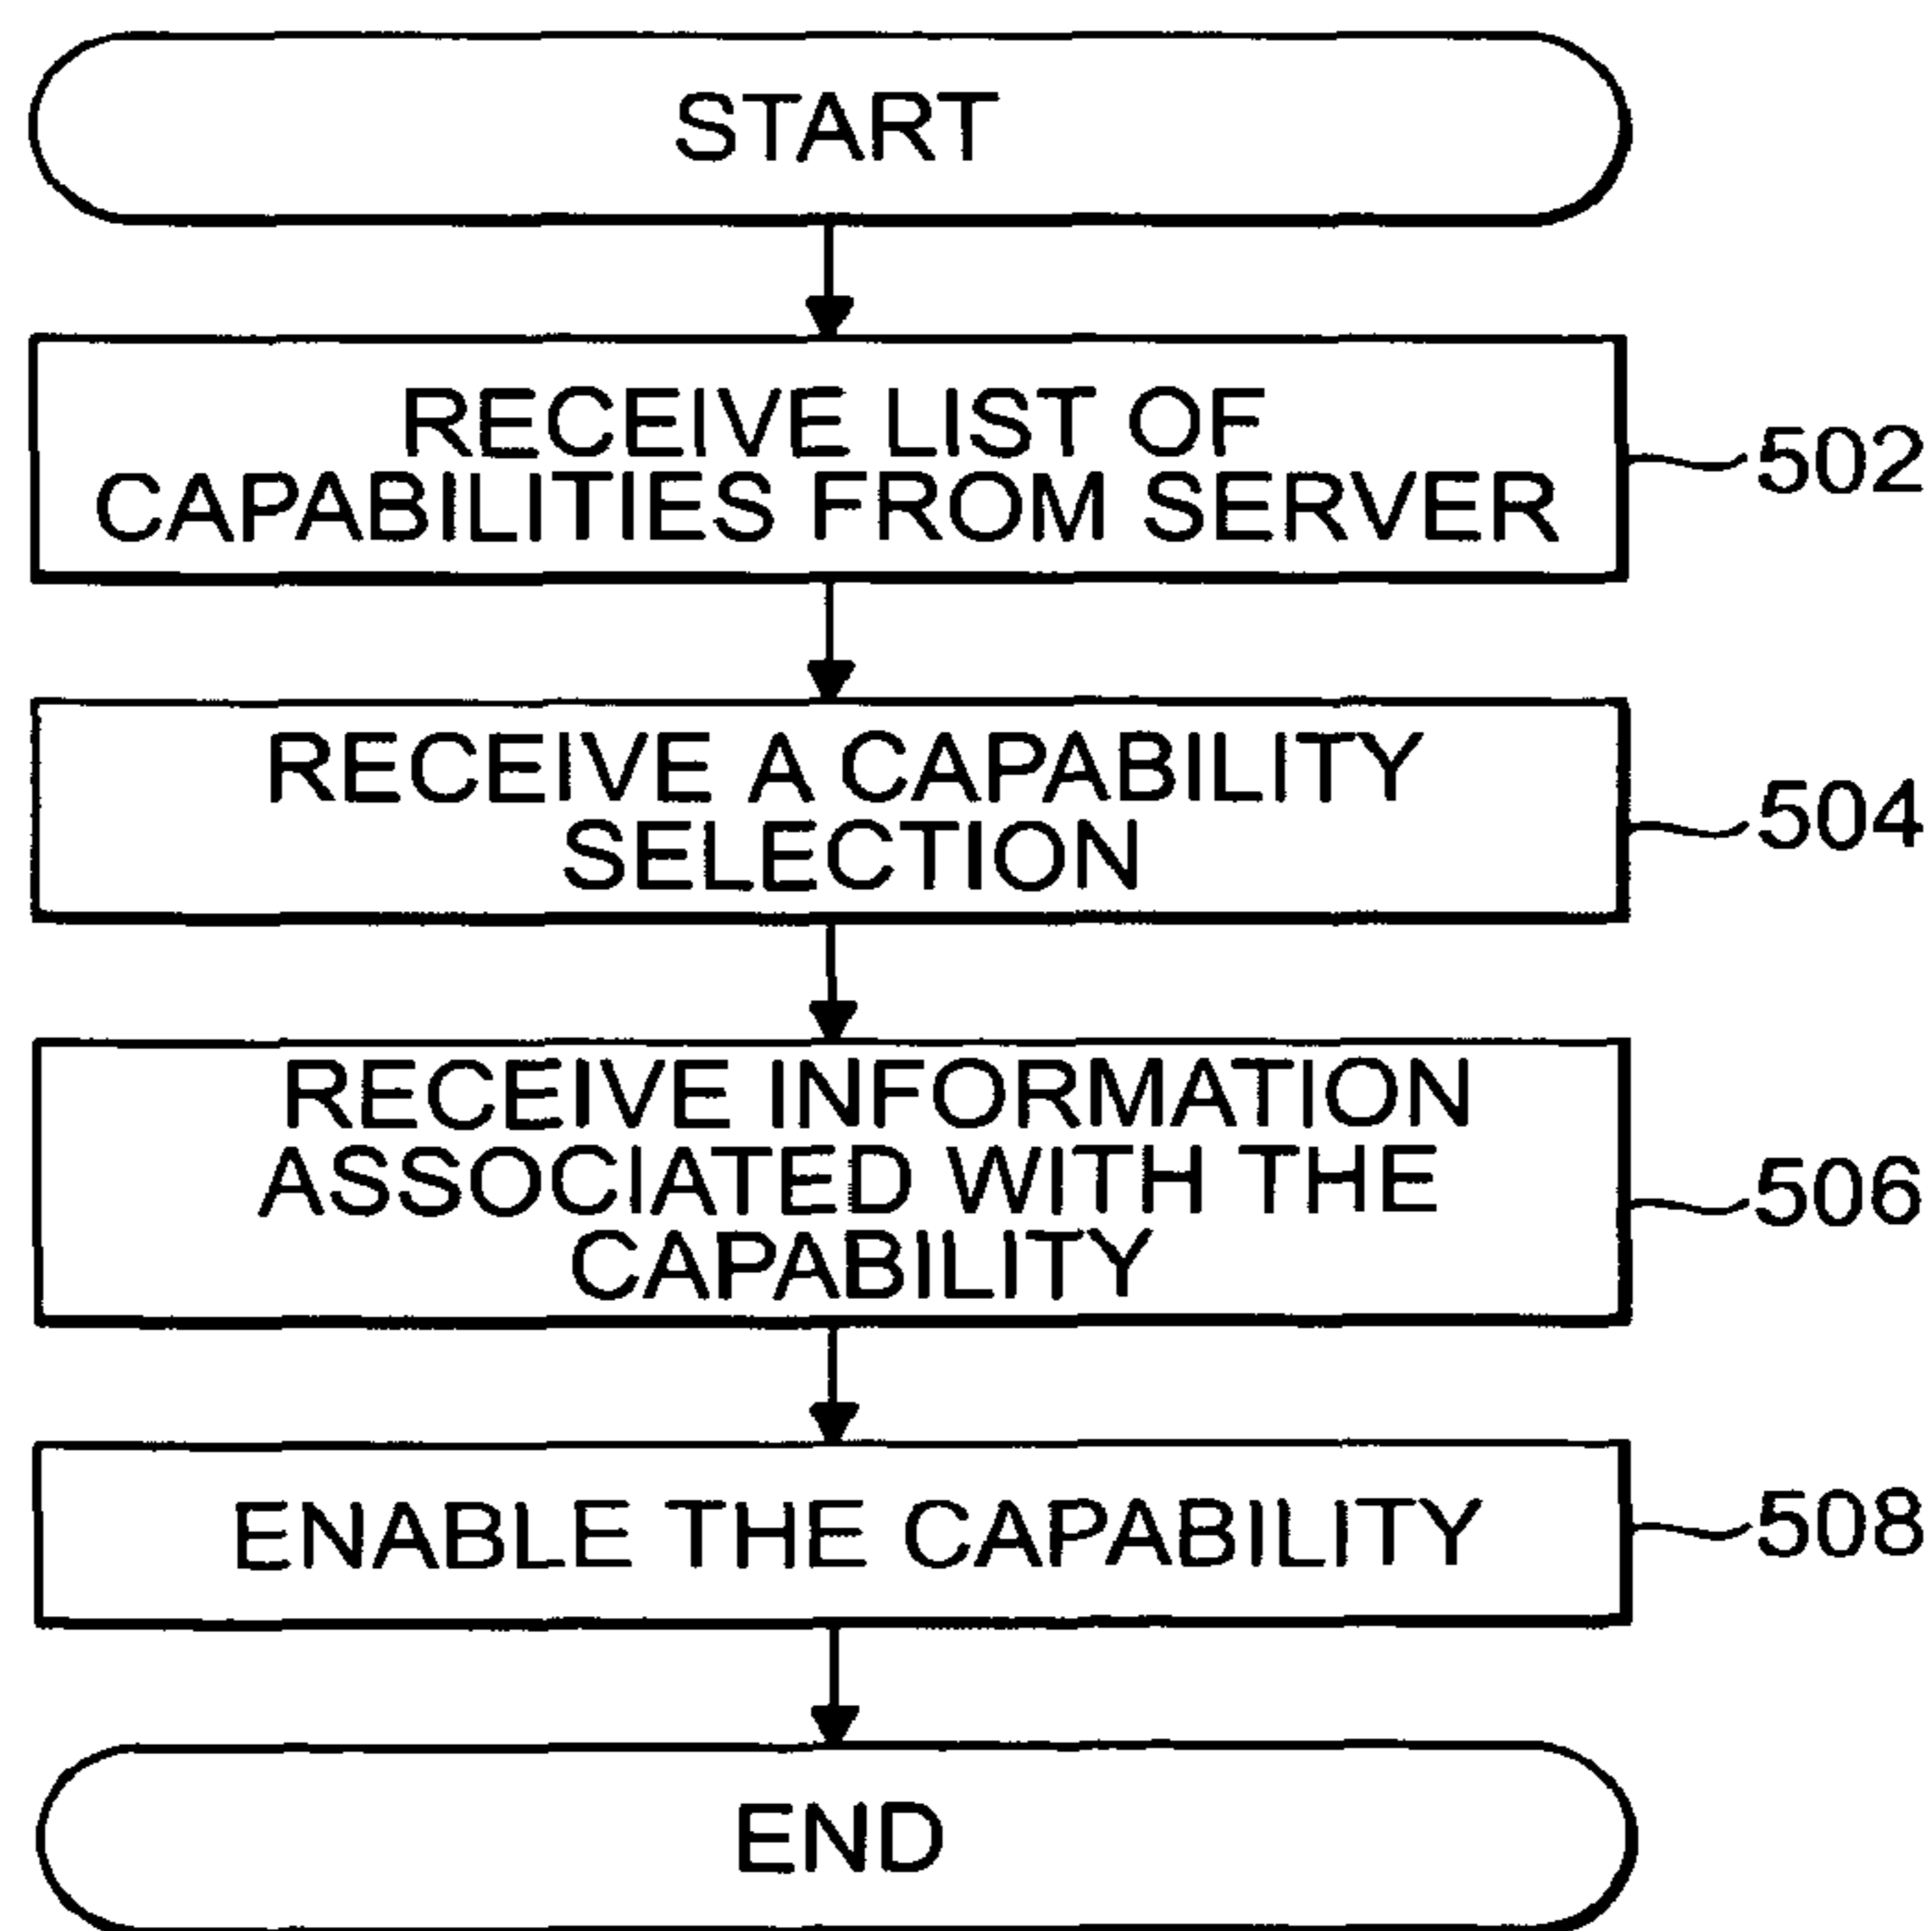 START
RECEIVE LIST OF
CAPABILITIES FROM SERVER
502
RECEIVE A CAPABILITY
SELECTION
504
RECEIVE INFORMATION
ASSOCIATED WITH THE
CAPABILITY
506
ENABLE THE CAPABILITY
508
END